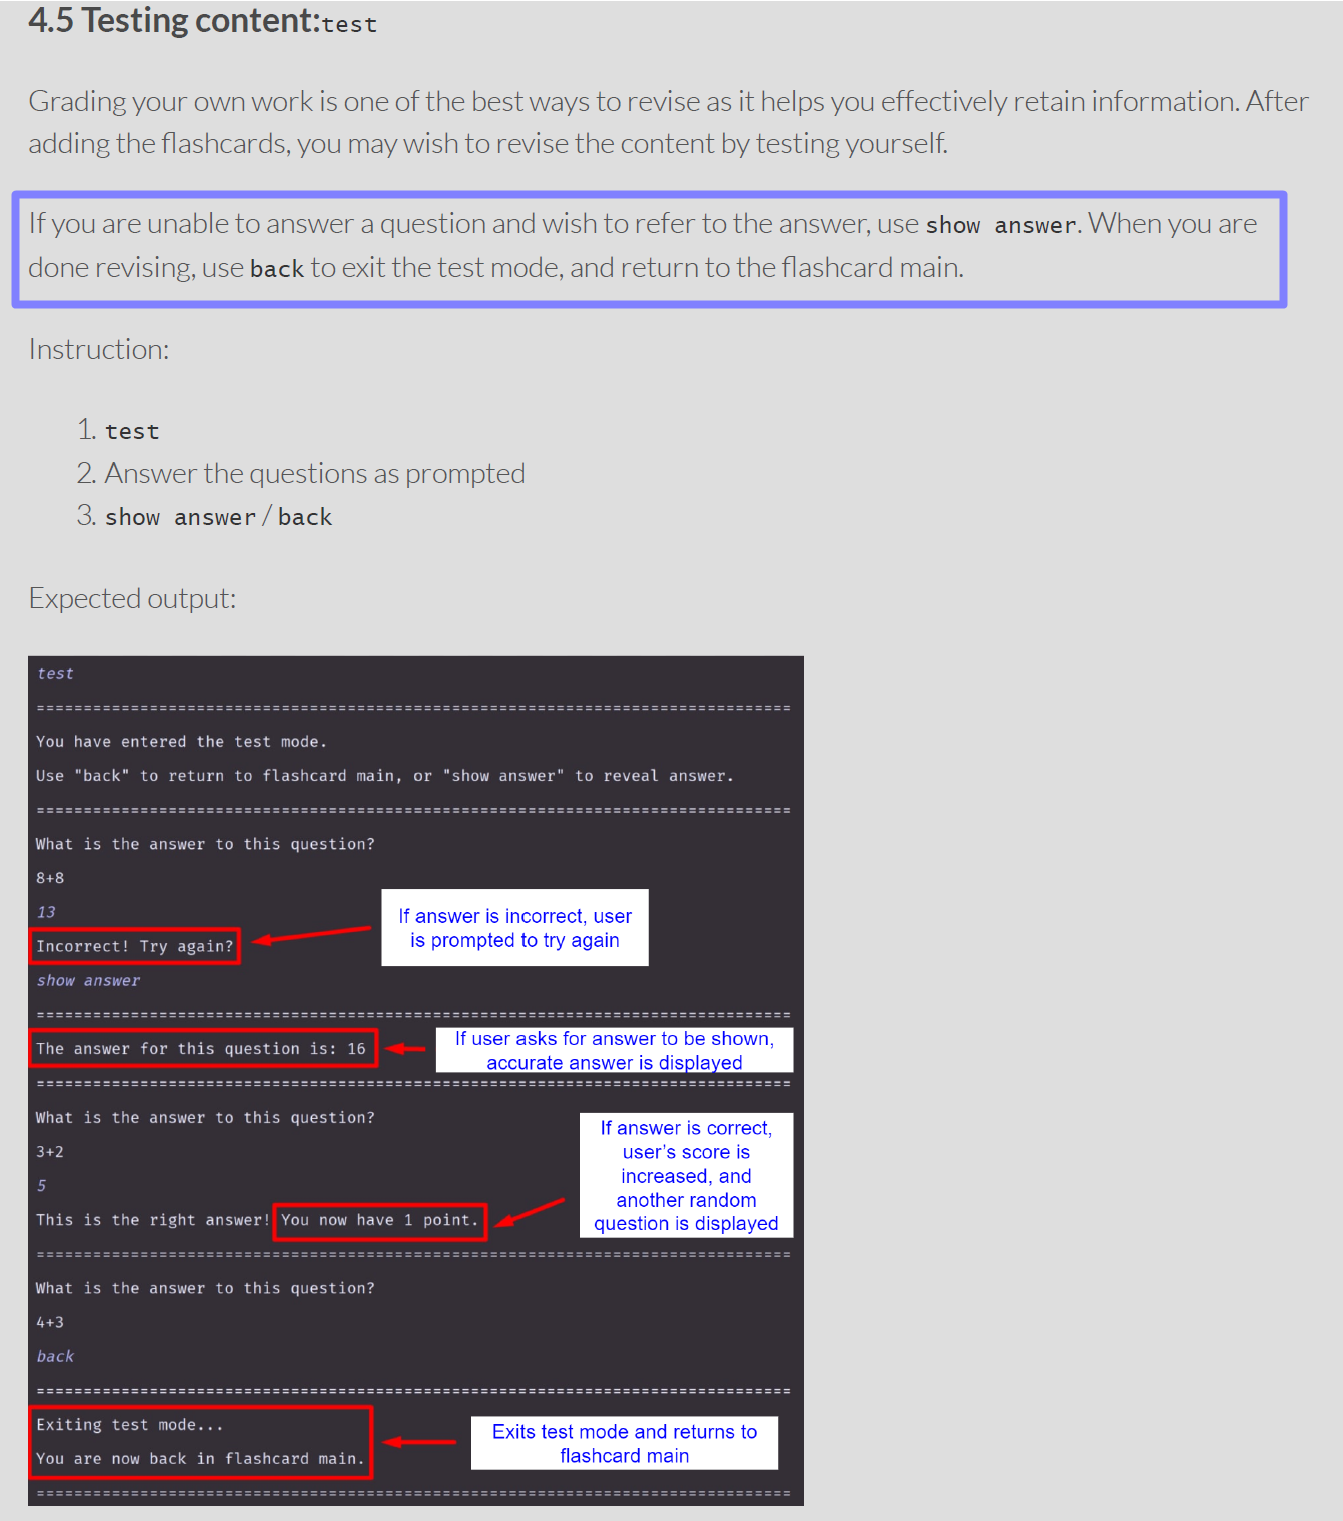 4.5 Testing content:test
Grading your own work is one of the best ways to revise as it helps you effectively retain information. After
adding the flashcards, you may wish to revise the content by testing yourself.
If you are unable to answer a question and wish to refer to the answer, use show answer. When you are
done revising, use back to exit the test mode, and return to the flashcard main.
Instruction:
1. test
2. Answer the questions as prompted
3. show answer / back
Expected output:
test
================================================================================
You have entered the test mode.
Use "back" to return to flashcard main, or "show answer" to reveal answer.
================================================================================
What is the answer to this question?
8+8
13
If answer is incorrect, user
is prompted to try again
Incorrect! Try again?
show answer
================================================================================
The answer for this question is: 16
If user asks for answer to be shown,
accurate answer is displayed
================================================================================
What is the answer to this question?
3+2
5
If answer is correct,
user's score is
increased, and
another random
question is displayed
This is the right answer! You now have 1 point.
================================================================================
What is the answer to this question?
4+3
back
================================================================================
Exiting test mode...
You are now back in flashcard main.
Exits test mode and returns to
flashcard main
================================================================================